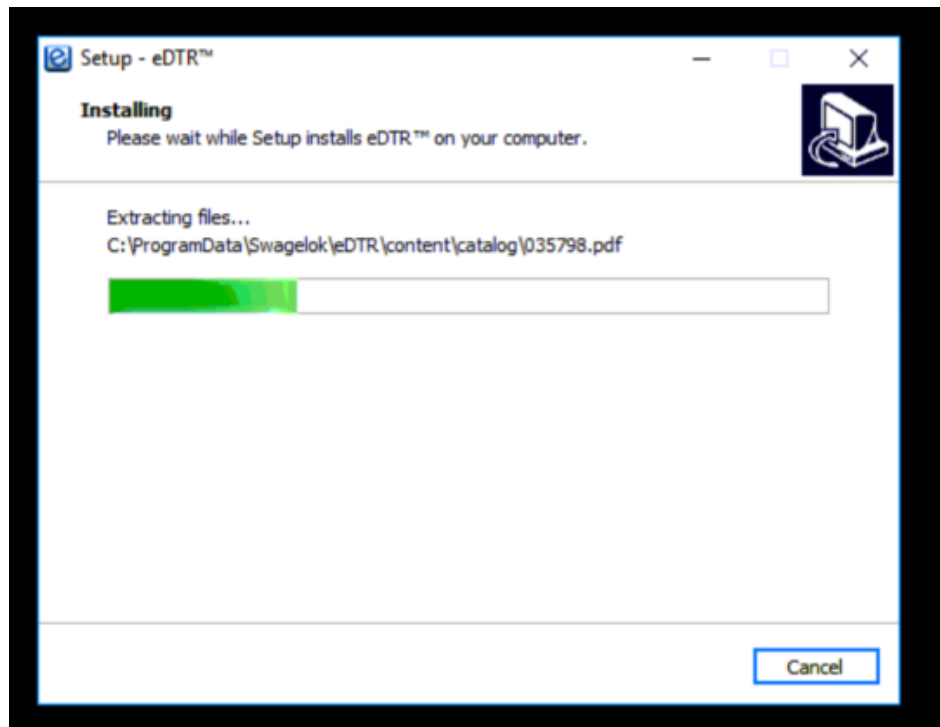 Setup - eDTR™
Installing
Please wait while Setup installs eDTR™ on your computer.
Extracting files...
C:\ProgramData\Swagelok\eDTR\content\catalog\035798.pdf
Cancel